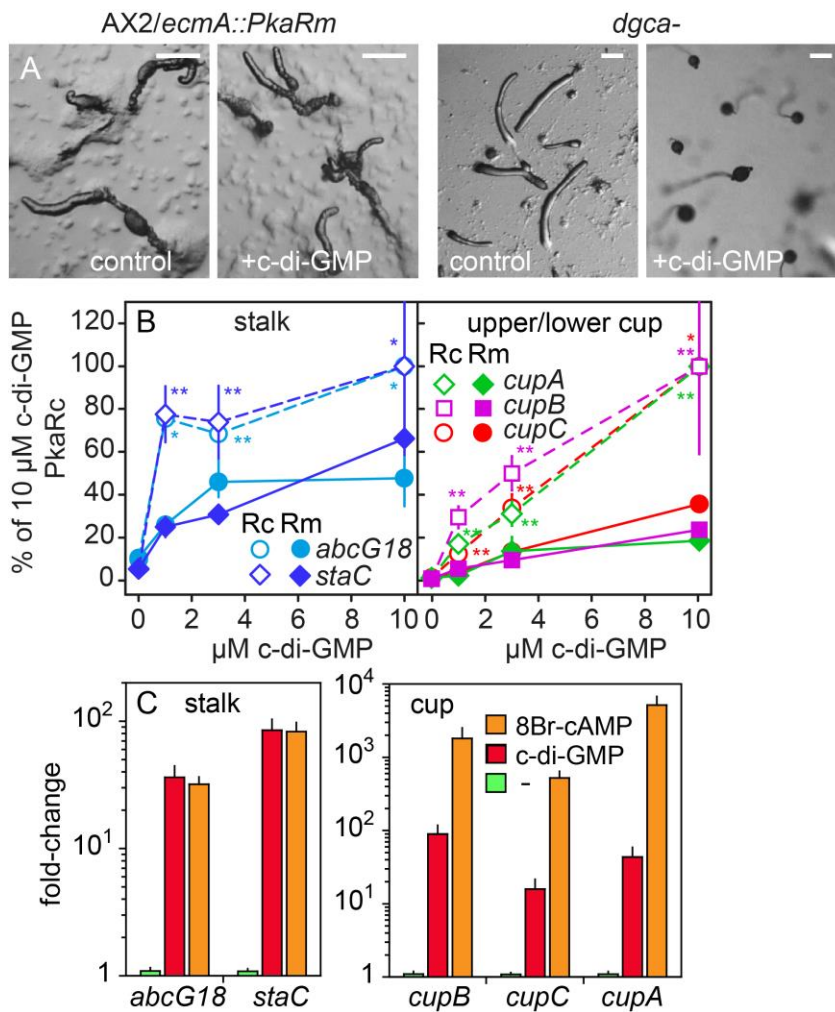 AX2/ecmA::PkaRm dgca-
A
control +c-di-GMP control +c-di-GMP
B stalk
% of 10 µM c-di-GMP
PkaRc
120
100
80
60
40
20
0
* ** ** * ** *
Rc Rm
abcG18
staC
0 2 4 6 8 10
µM c-di-GMP
upper/lower cup
Rc Rm
cupA
cupB
cupC
* ** ** ** ** ** ** ** **
0 2 4 6 8 10
µM c-di-GMP
C stalk
fold-change
10²
10¹
1
abcG18 staC
cup
10⁴
10³
10²
10¹
1
8Br-cAMP
c-di-GMP
-
cupB cupC cupA